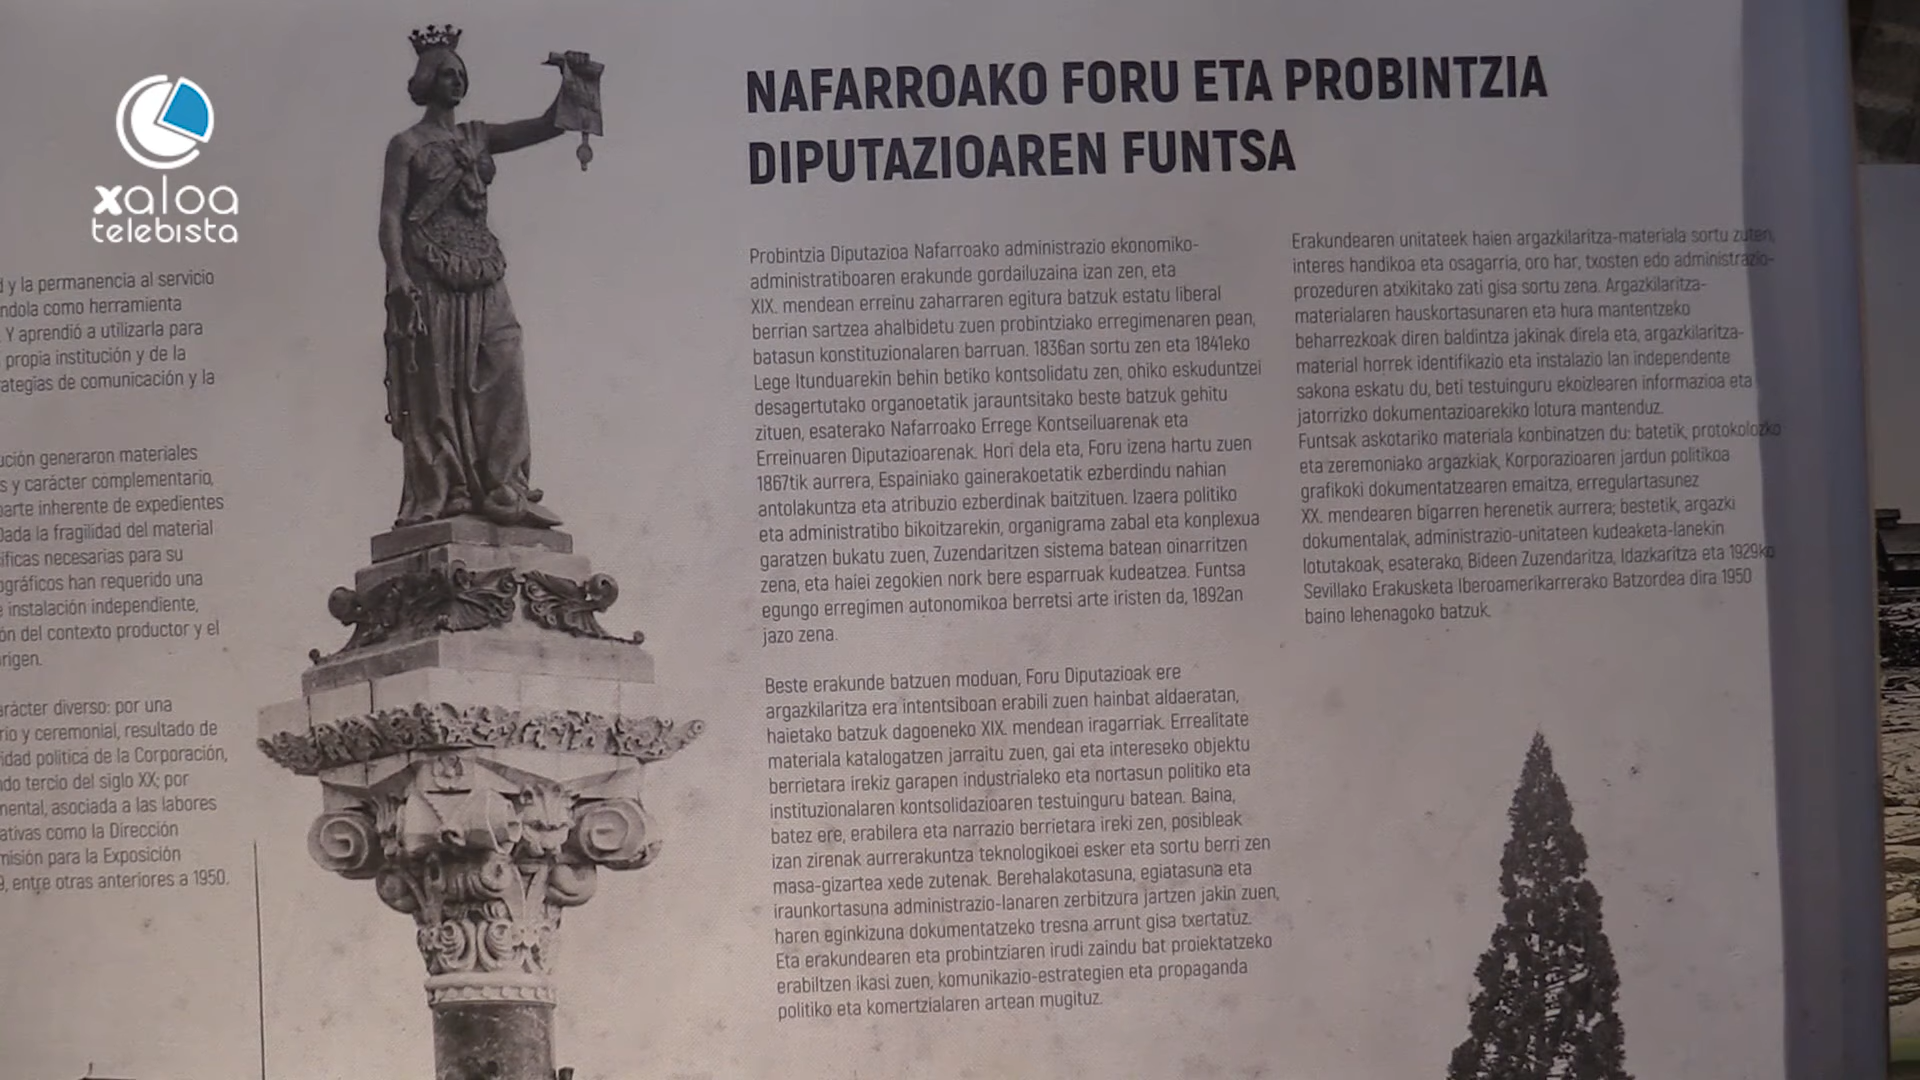 xaloa
telebista
y la permanencia al servicio
ndola como herramienta
Y aprendió a utilizarla para
propia institución y de la
ategias de comunicación y la
ución generaron materiales
s y carácter complementario,
parte inherente de expedientes
Dada la fragilidad del material
íficas necesarias para su
ográficos han requerido una
e instalación independiente,
ón del contexto productor y el
rigen.
arácter diverso: por una
rio y ceremonial, resultado de
idad política de la Corporación,
ndo tercio del siglo XX; por
mental, asociada a las labores
ativas como la Dirección
misión para la Exposición
9, entre otras anteriores a 1950.
NAFARROAKO FORU ETA PROBINTZIA
DIPUTAZIOAREN FUNTSA
Probintzia Diputazioa Nafarroako administrazio ekonomiko-
administratiboaren erakunde gordailuzaina izan zen, eta
XIX. mendean erreinu zaharraren egitura batzuk estatu liberal
berrian sartzea ahalbidetu zuen probintziako erregimenaren pean,
batasun konstituzionalaren barruan. 1836an sortu zen eta 1841eko
Lege Itunduarekin behin betiko kontsolidatu zen, ohiko eskuduntzei
desagertutako organoetatik jarauntsitako beste batzuk gehitu
zituen, esaterako Nafarroako Errege Kontseiluarenak eta
Erreinuaren Diputazioarenak. Hori dela eta, Foru izena hartu zuen
1867tik aurrera, Espainiako gainerakoetatik ezberdindu nahian
antolakuntza eta atribuzio ezberdinak baitzituen. Izaera politiko
eta administratibo bikoitzarekin, organigrama zabal eta konplexua
garatzen bukatu zuen, Zuzendaritzen sistema batean oinarritzen
zena, eta haiei zegokien nork bere esparruak kudeatzea. Funtsa
egungo erregimen autonomikoa berretsi arte iristen da, 1892an
jazo zena.
Beste erakunde batzuen moduan, Foru Diputazioak ere
argazkilaritza era intentsiboan erabili zuen hainbat aldaeratan,
haietako batzuk dagoeneko XIX. mendean iragarriak. Errealitate
materiala katalogatzen jarraitu zuen, gai eta intereseko objektu
berrietara irekiz garapen industrialeko eta nortasun politiko eta
instituzionalaren kontsolidazioaren testuinguru batean. Baina,
batez ere, erabilera eta narrazio berrietara ireki zen, posibleak
izan zirenak aurrerakuntza teknologikoei esker eta sortu berri zen
masa-gizartea xede zutenak. Berehalakotasuna, egiatasuna eta
iraunkortasuna administrazio-lanaren zerbitzura jartzen jakin zuen,
haren eginkizuna dokumentatzeko tresna arrunt gisa txertatuz.
Eta erakundearen eta probintziaren irudi zaindu bat proiektatzeko
erabiltzen ikasi zuen, komunikazio-estrategien eta propaganda
politiko eta komertzialaren artean mugituz.
Erakundearen unitateek haien argazkilaritza-materiala sortu zuten,
interes handikoa eta osagarria, oro har, txosten edo administrazio-
prozeduren atxikitako zati gisa sortu zena. Argazkilaritza-
materialaren hauskortasunaren eta hura mantentzeko
beharrezkoak diren baldintza jakinak direla eta, argazkilaritza-
material horrek identifikazio eta instalazio lan independente
sakona eskatu du, beti testuinguru ekoizlearen informazioa eta
jatorrizko dokumentazioarekiko lotura mantenduz.
Funtsak askotariko materiala konbinatzen du: batetik, protokolozko
eta zeremoniako argazkiak, Korporazioaren jardun politikoa
grafikoki dokumentatzearen emaitza, erregulartasunez
XX. mendearen bigarren herenetik aurrera; bestetik, argazki
dokumentalak, administrazio-unitateen kudeaketa-lanekin
lotutakoak, esaterako, Bideen Zuzendaritza, Idazkaritza eta 1929ko
Sevillako Erakusketa Iberoamerikarrerako Batzordea dira 1950
baino lehenagoko batzuk.